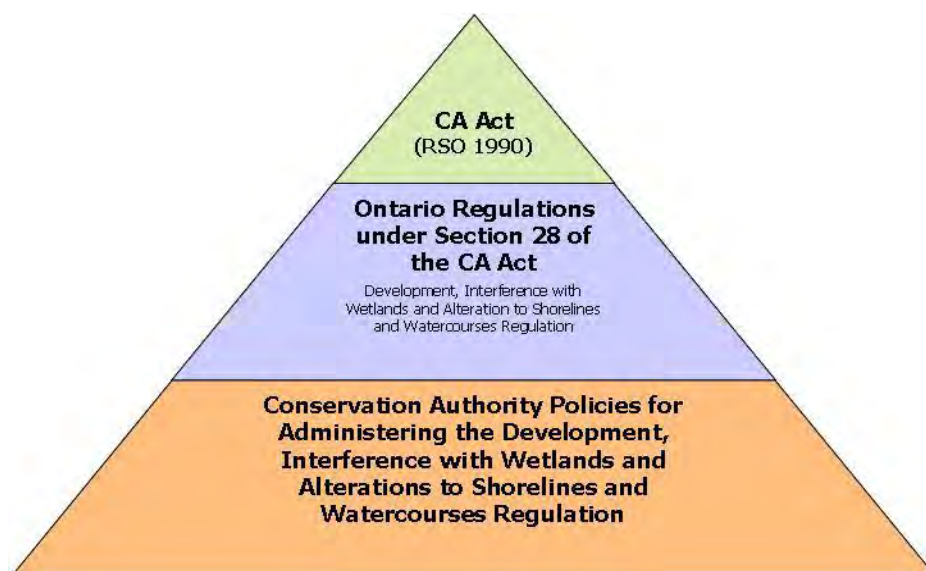 CA Act
(RSO 1990)
Ontario Regulations
under Section 28 of
the CA Act
Development, Interference with
Wetlands and Alteration to Shorelines
and Watercourses Regulation
Conservation Authority Policies for
Administering the Development,
Interference with Wetlands and
Alterations to Shorelines and
Watercourses Regulation